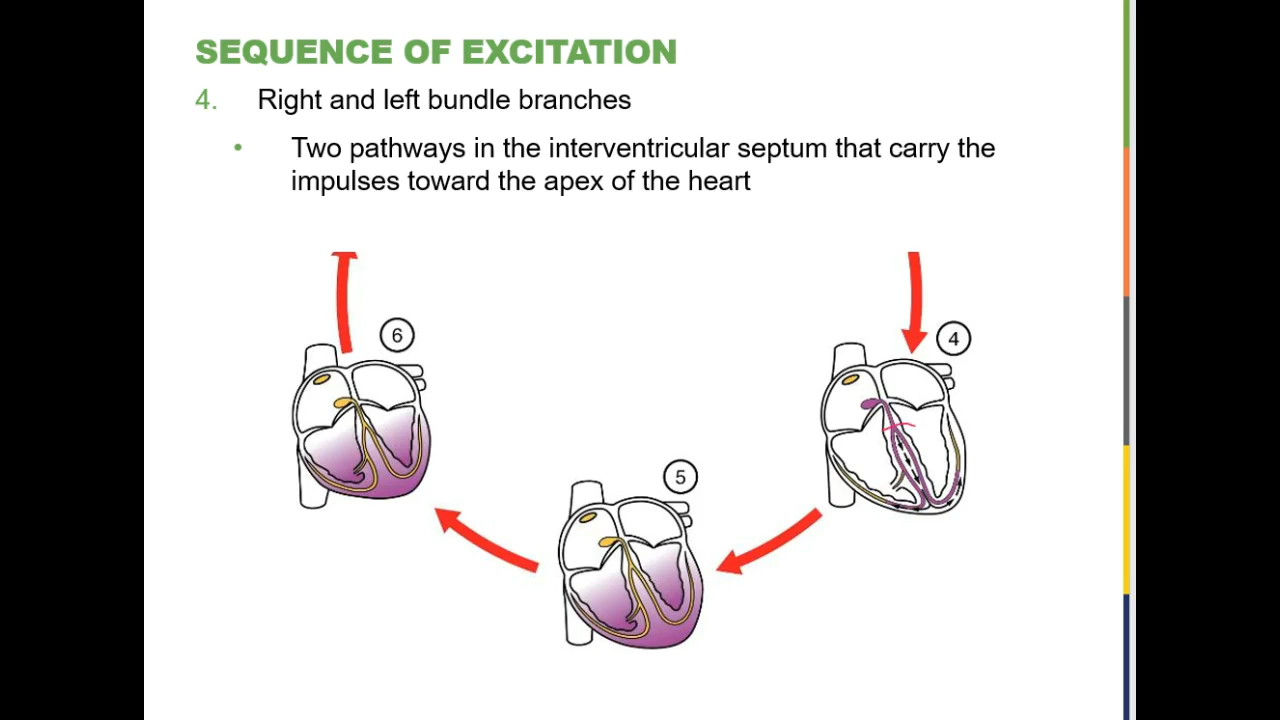 SEQUENCE OF EXCITATION
4. Right and left bundle branches
• Two pathways in the interventricular septum that carry the
impulses toward the apex of the heart
6
4
5